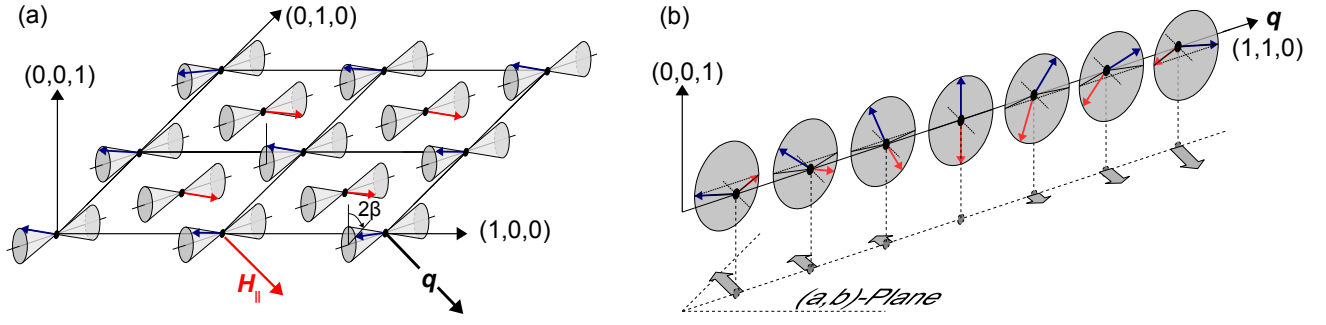 (a)
(0,1,0)
(0,0,1)
2β
(1,0,0)
H||
q
(b)
(0,0,1)
q
(1,1,0)
(a,b)-Plane